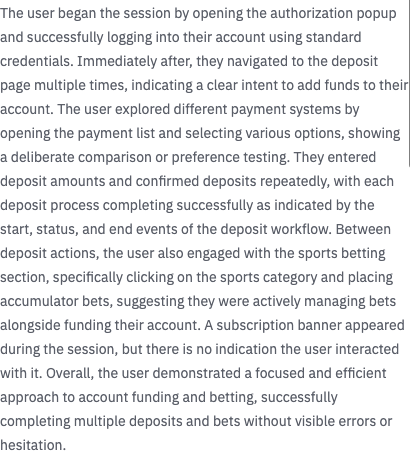 The user began the session by opening the authorization popup
and successfully logging into their account using standard
credentials. Immediately after, they navigated to the deposit
page multiple times, indicating a clear intent to add funds to their
account. The user explored different payment systems by
opening the payment list and selecting various options, showing
a deliberate comparison or preference testing. They entered
deposit amounts and confirmed deposits repeatedly, with each
deposit process completing successfully as indicated by the
start, status, and end events of the deposit workflow. Between
deposit actions, the user also engaged with the sports betting
section, specifically clicking on the sports category and placing
accumulator bets, suggesting they were actively managing bets
alongside funding their account. A subscription banner appeared
during the session, but there is no indication the user interacted
with it. Overall, the user demonstrated a focused and efficient
approach to account funding and betting, successfully
completing multiple deposits and bets without visible errors or
hesitation.